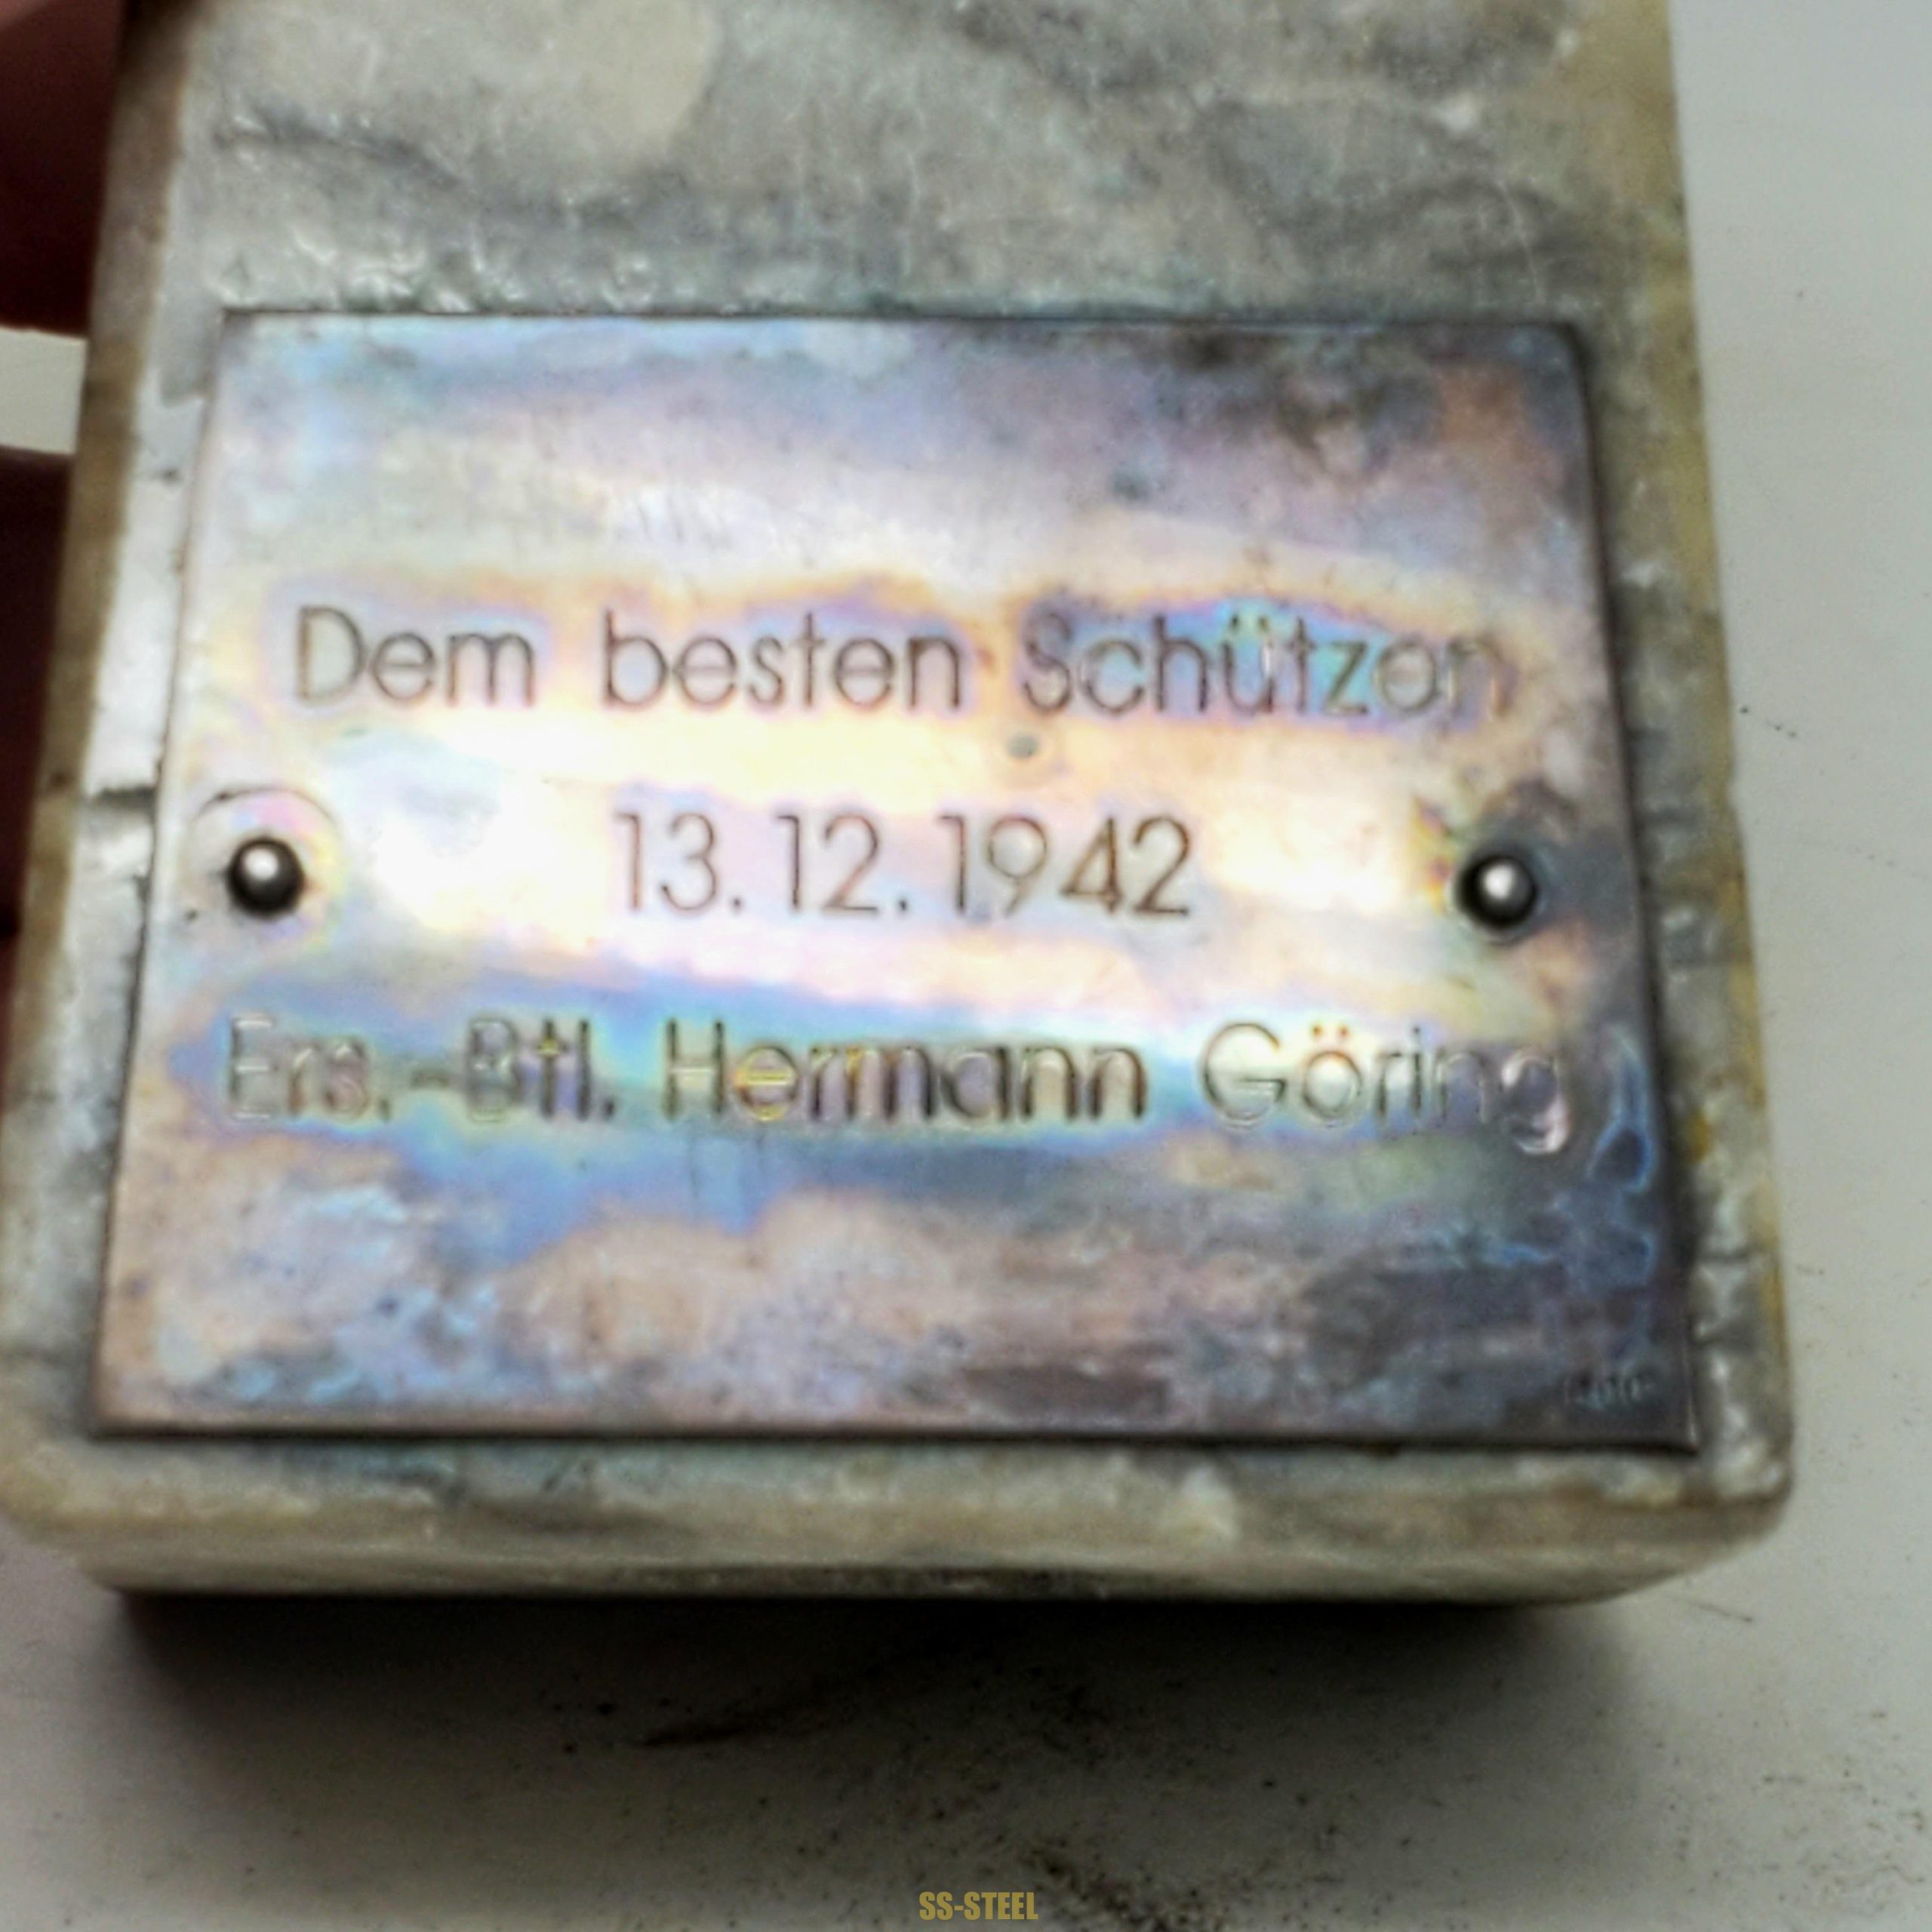 Dem besten Schützen
13.12.1942
Ers.-Btl. Hermann Göring
SS-STEEL